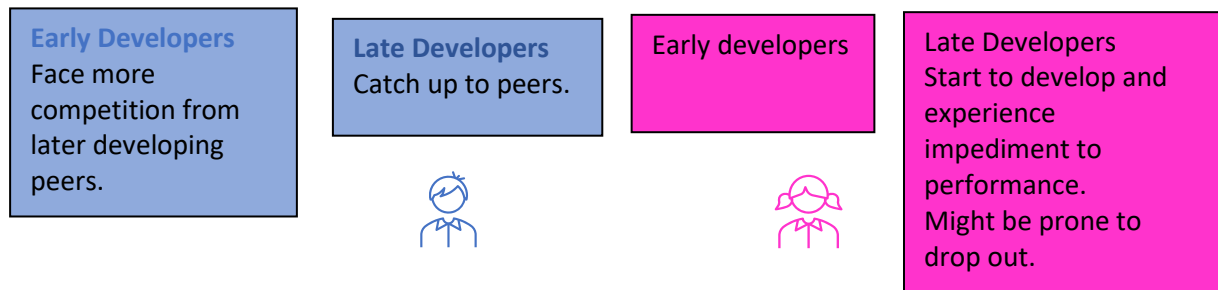 Early Developers
Face more
competition from
later developing
peers.
Late Developers
Catch up to peers.
Early developers
Late Developers
Start to develop and
experience
impediment to
performance.
Might be prone to
drop out.